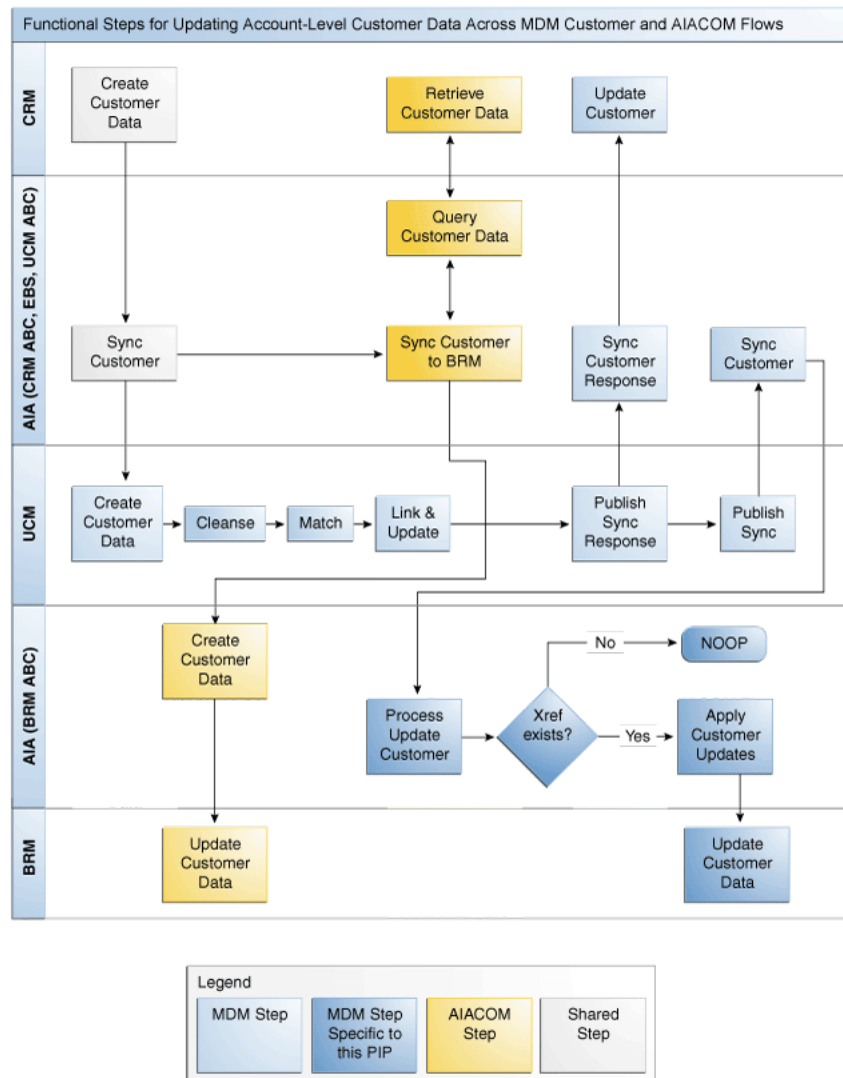 Functional Steps for Updating Account-Level Customer Data Across MDM Customer and AIACOM Flows
CRM
Create
Customer
Data
Retrieve
Customer Data
Update
Customer
AIA (CRM ABC, EBS, UCM ABC)
Query
Customer Data
Sync
Customer
Sync Customer
to BRM
Sync
Customer
Response
Sync
Customer
UCM
Create
Customer
Data
Cleanse
Match
Link &
Update
Publish
Sync
Response
Publish
Sync
AIA (BRM ABC)
Create
Customer
Data
Process
Update
Customer
Xref
exists?
No
NOOP
Yes
Apply
Customer
Updates
BRM
Update
Customer
Data
Update
Customer
Data
Legend
MDM Step
MDM Step
Specific to
this PIP
AIACOM
Step
Shared
Step